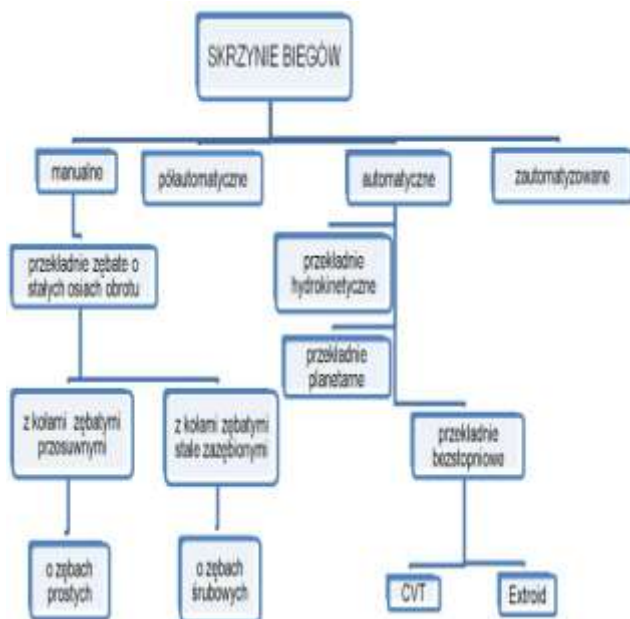 SKRZYNIE BIEGÓW
manualne
półautomatyczne
automatyczne
zautomatyzowane
przekładnie zębate o
stałych osiach obrotu
przekładnie
hydrokinetyczne
przekładnie
planetarne
z kołami zębatymi
przesuwnymi
z kołami zębatymi
stale zazębionymi
przekładnie
bezstopniowe
o zębach
prostych
o zębach
śrubowych
CVT
Extroid